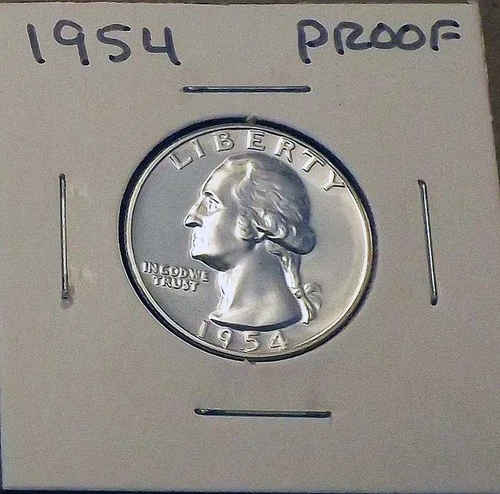 1954 PROOF
LIBERTY
IN GOD WE
TRUST
1954